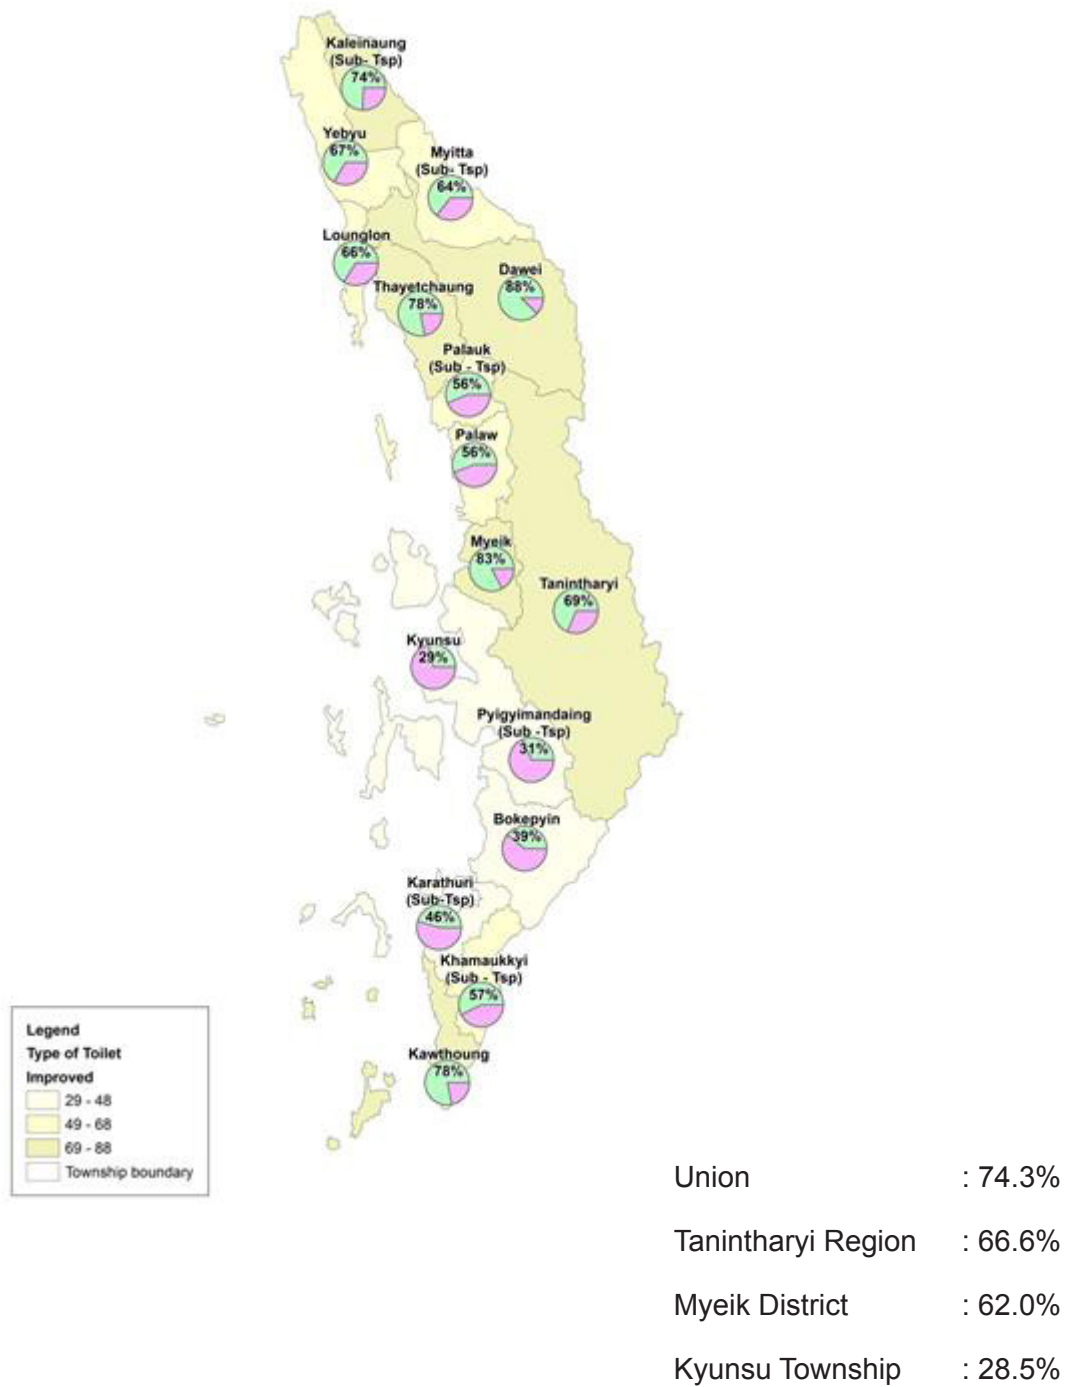 Kaleinaung
(Sub- Tsp)
74%
Yebyu
67%
Myitta
(Sub- Tsp)
64%
Lounglon
66%
Dawei
88%
Thayetchaung
78%
Palauk
(Sub - Tsp)
56%
Palaw
56%
Myeik
83%
Tanintharyi
69%
Kyunsu
29%
Pyigyimandaing
(Sub -Tsp)
31%
Bokepyin
39%
Karathuri
(Sub-Tsp)
46%
Khamaukkyi
(Sub - Tsp)
57%
Kawthoung
78%
Legend
Type of Toilet
Improved
29 - 48
49 - 68
69 - 88
Township boundary
Union : 74.3%
Tanintharyi Region : 66.6%
Myeik District : 62.0%
Kyunsu Township : 28.5%